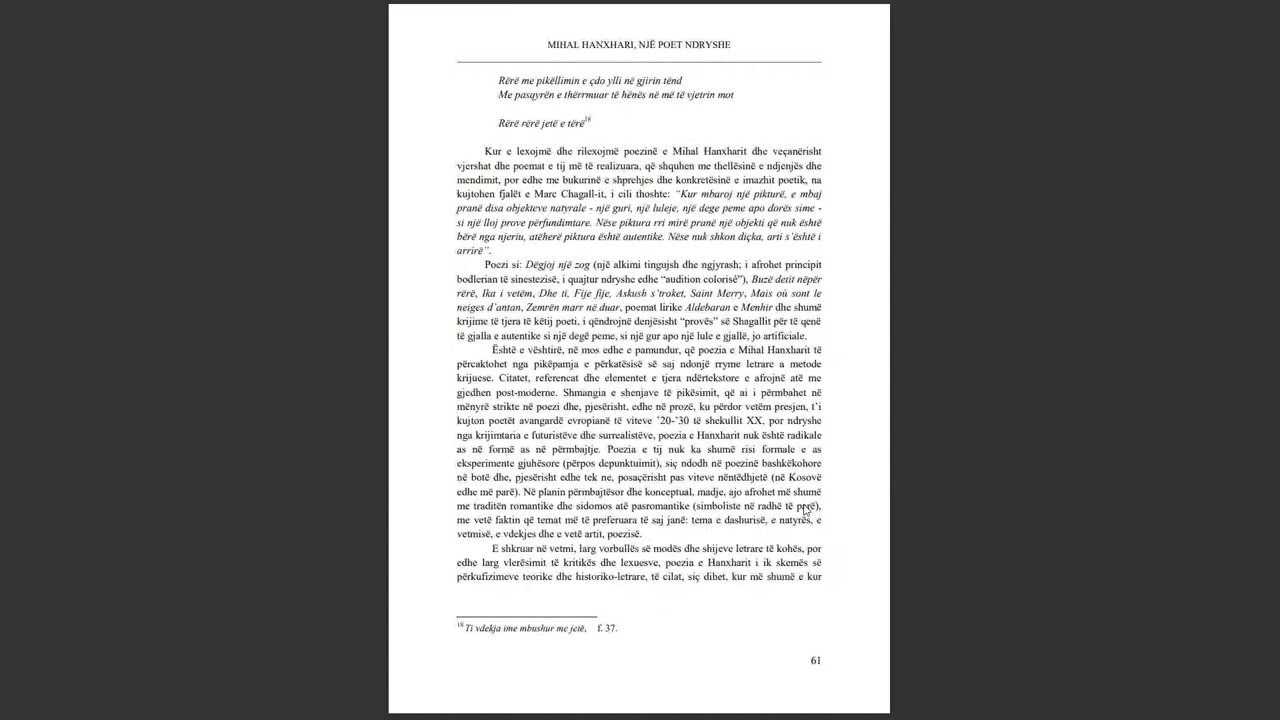 MIHAL HANXHARI, NJË POET NDRYSHE
Rërë me pikëllimin e çdo ylli në gjirin tënd
Me pasqyrën e thërrmuar të hënës në më të vjetrin mot
Rërë rërë jetë e tërë18
Kur e lexojmë dhe rilexojmë poezinë e Mihal Hanxharit dhe veçanërisht
vjershat dhe poemat e tij më të realizuara, që shquhen me thellësinë e ndjenjës dhe
mendimit, por edhe me bukurinë e shprehjes dhe konkretësinë e imazhit poetik, na
kujtohen fjalët e Marc Chagall-it, i cili thoshte: “Kur mbaroj një pikturë, e mbaj
pranë disa objekteve natyrale - një guri, një luleje, një dege peme apo dorës sime -
si një lloj prove përfundimtare. Nëse piktura rri mirë pranë një objekti që nuk është
bërë nga njeriu, atëherë piktura është autentike. Nëse nuk shkon diçka, arti s’është i
arrirë”.
Poezi si: Dëgjoj një zog (një alkimi tingujsh dhe ngjyrash; i afrohet principit
bodlerian të sinestezisë, i quajtur ndryshe edhe “audition colorisé”), Buzë detit nëpër
rërë, Ika i vetëm, Dhe ti, Fije fije, Askush s’troket, Saint Merry, Mais où sont le
neiges d’antan, Zemrën marr në duar, poemat lirike Aldebaran e Menhir dhe shumë
krijime të tjera të këtij poeti, i qëndrojnë denjësisht “provës” së Shagallit për të qenë
të gjalla e autentike si një degë peme, si një gur apo një lule e gjallë, jo artificiale.
Është e vështirë, në mos edhe e pamundur, që poezia e Mihal Hanxharit të
përcaktohet nga pikëpamja e përkatësisë së saj ndonjë rryme letrare a metode
krijuese. Citatet, referencat dhe elementet e tjera ndërtekstore e afrojnë atë me
gjedhen post-moderne. Shmangia e shenjave të pikësimit, që ai i përmbahet në
mënyrë strikte në poezi dhe, pjesërisht, edhe në prozë, ku përdor vetëm presjen, t’i
kujton poetët avangardë evropianë të viteve ’20-’30 të shekullit XX, por ndryshe
nga krijimtaria e futuristëve dhe surrealistëve, poezia e Hanxharit nuk është radikale
as në formë as në përmbajtje. Poezia e tij nuk ka shumë risi formale e as
eksperimente gjuhësore (përpos depunktuimit), siç ndodh në poezinë bashkëkohore
në botë dhe, pjesërisht edhe tek ne, posaçërisht pas viteve nëntëdhjetë (në Kosovë
edhe më parë). Në planin përmbajtësor dhe konceptual, madje, ajo afrohet më shumë
me traditën romantike dhe sidomos atë pasromantike (simboliste në radhë të parë),
me vetë faktin që temat më të preferuara të saj janë: tema e dashurisë, e natyrës, e
vetmisë, e vdekjes dhe e vetë artit, poezisë.
E shkruar në vetmi, larg vorbullës së modës dhe shijeve letrare të kohës, por
edhe larg vlerësimit të kritikës dhe lexuesve, poezia e Hanxharit i ik skemës së
përkufizimeve teorike dhe historiko-letrare, të cilat, siç dihet, kur më shumë e kur
18 Ti vdekja ime mbushur me jetë, f. 37.
61